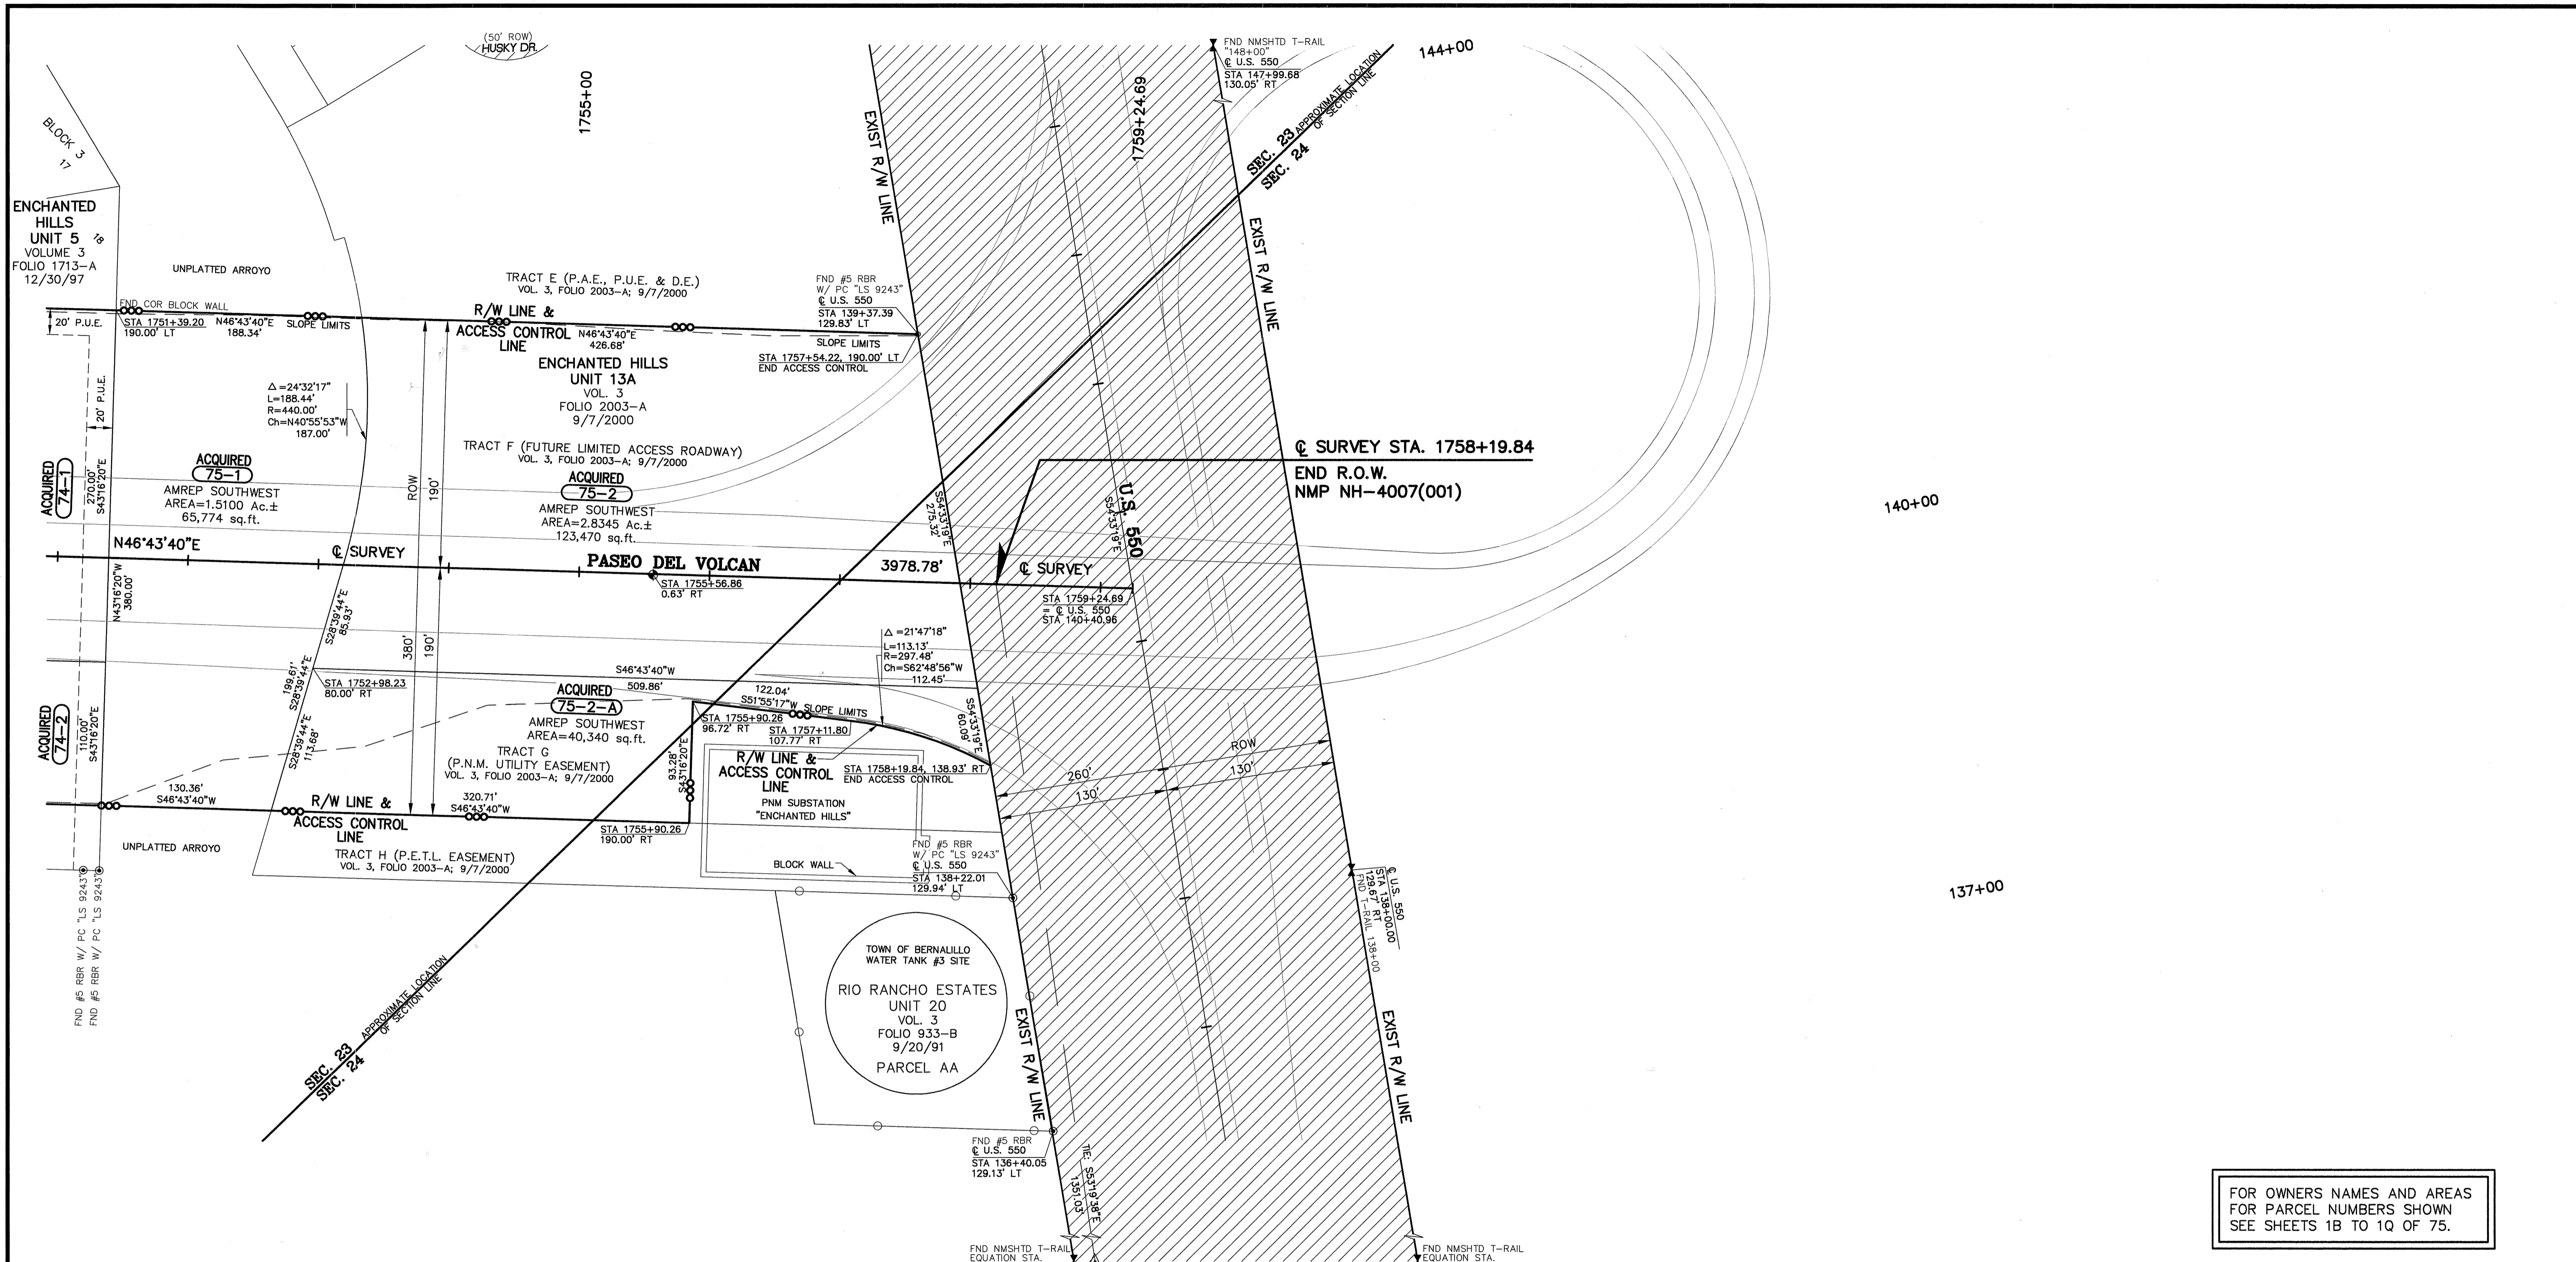 (50' ROW)
HUSKY DR.
1755+00
1759+24.69
FND NMSHTD T-RAIL
"148+00"
℄ U.S. 550
STA 147+99.68
130.05' RT
144+00
APPROXIMATE LOCATION
OF SECTION LINE
SEC. 23
SEC. 24
EXIST R/W LINE
EXIST R/W LINE
BLOCK 3
17
ENCHANTED
HILLS
UNIT 5
18
VOLUME 3
FOLIO 1713-A
12/30/97
UNPLATTED ARROYO
FND COR BLOCK WALL
20' P.U.E.
STA 1751+39.20
190.00' LT
N46°43'40"E
188.34'
SLOPE LIMITS
TRACT E (P.A.E., P.U.E. & D.E.)
VOL. 3, FOLIO 2003-A; 9/7/2000
R/W LINE &
ACCESS CONTROL
LINE
N46°43'40"E
426.68'
FND #5 RBR
W/ PC "LS 9243"
℄ U.S. 550
STA 139+37.39
129.83' LT
SLOPE LIMITS
STA 1757+54.22, 190.00' LT
END ACCESS CONTROL
ENCHANTED HILLS
UNIT 13A
VOL. 3
FOLIO 2003-A
9/7/2000
Δ=24°32'17"
L=188.44'
R=440.00'
Ch=N40°55'53"W
187.00'
20' P.U.E.
TRACT F (FUTURE LIMITED ACCESS ROADWAY)
VOL. 3, FOLIO 2003-A; 9/7/2000
ACQUIRED
74-1
270.00'
S43°16'20"E
ACQUIRED
75-1
AMREP SOUTHWEST
AREA=1.5100 Ac.±
65,774 sq.ft.
ROW
190'
ACQUIRED
75-2
AMREP SOUTHWEST
AREA=2.8345 Ac.±
123,470 sq.ft.
S54°33'19"E
275.32'
U.S. 550
S54°33'19"E
℄ SURVEY STA. 1758+19.84
END R.O.W.
NMP NH-4007(001)
140+00
N46°43'40"E
℄ SURVEY
PASEO DEL VOLCAN
3978.78'
℄ SURVEY
STA 1755+56.86
0.63' RT
STA 1759+24.69
= ℄ U.S. 550
STA 140+40.96
N43°16'20"W
380.00'
S28°39'44"E
85.93'
380'
190'
Δ=21°47'18"
L=113.13'
R=297.48'
Ch=S62°48'56"W
112.45'
S46°43'40"W
509.86'
199.61'
S28°39'44"E
STA 1752+98.23
80.00' RT
ACQUIRED
75-2-A
AMREP SOUTHWEST
AREA=40,340 sq.ft.
122.04'
S51°55'17"W
SLOPE LIMITS
STA 1755+90.26
96.72' RT
STA 1757+11.80
107.77' RT
S54°33'19"E
60.09'
ACQUIRED
74-2
110.00'
S43°16'20"E
S28°39'44"E
113.68'
TRACT G
(P.N.M. UTILITY EASEMENT)
VOL. 3, FOLIO 2003-A; 9/7/2000
93.28'
S43°16'20"E
R/W LINE &
ACCESS CONTROL
LINE
STA 1758+19.84, 138.93' RT
END ACCESS CONTROL
ROW
260'
130'
130'
130.36'
S46°43'40"W
R/W LINE &
ACCESS CONTROL
LINE
320.71'
S46°43'40"W
STA 1755+90.26
190.00' RT
PNM SUBSTATION
"ENCHANTED HILLS"
UNPLATTED ARROYO
TRACT H (P.E.T.L. EASEMENT)
VOL. 3, FOLIO 2003-A; 9/7/2000
BLOCK WALL
FND #5 RBR
W/ PC "LS 9243"
℄ U.S. 550
STA 138+22.01
129.94' LT
℄ U.S. 550
STA 138+00.00
129.67' RT
FND T-RAIL 138+00
137+00
FND #5 RBR W/ PC "LS 9243"
FND #5 RBR W/ PC "LS 9243"
APPROXIMATE LOCATION
OF SECTION LINE
SEC. 23
SEC. 24
TOWN OF BERNALILLO
WATER TANK #3 SITE
RIO RANCHO ESTATES
UNIT 20
VOL. 3
FOLIO 933-B
9/20/91
PARCEL AA
EXIST R/W LINE
EXIST R/W LINE
FND #5 RBR
℄ U.S. 550
STA 136+40.05
129.13' LT
TIE: S53°19'38"E
1351.03'
FND NMSHTD T-RAIL
EQUATION STA.
FND NMSHTD T-RAIL
EQUATION STA.
FOR OWNERS NAMES AND AREAS
FOR PARCEL NUMBERS SHOWN
SEE SHEETS 1B TO 1Q OF 75.